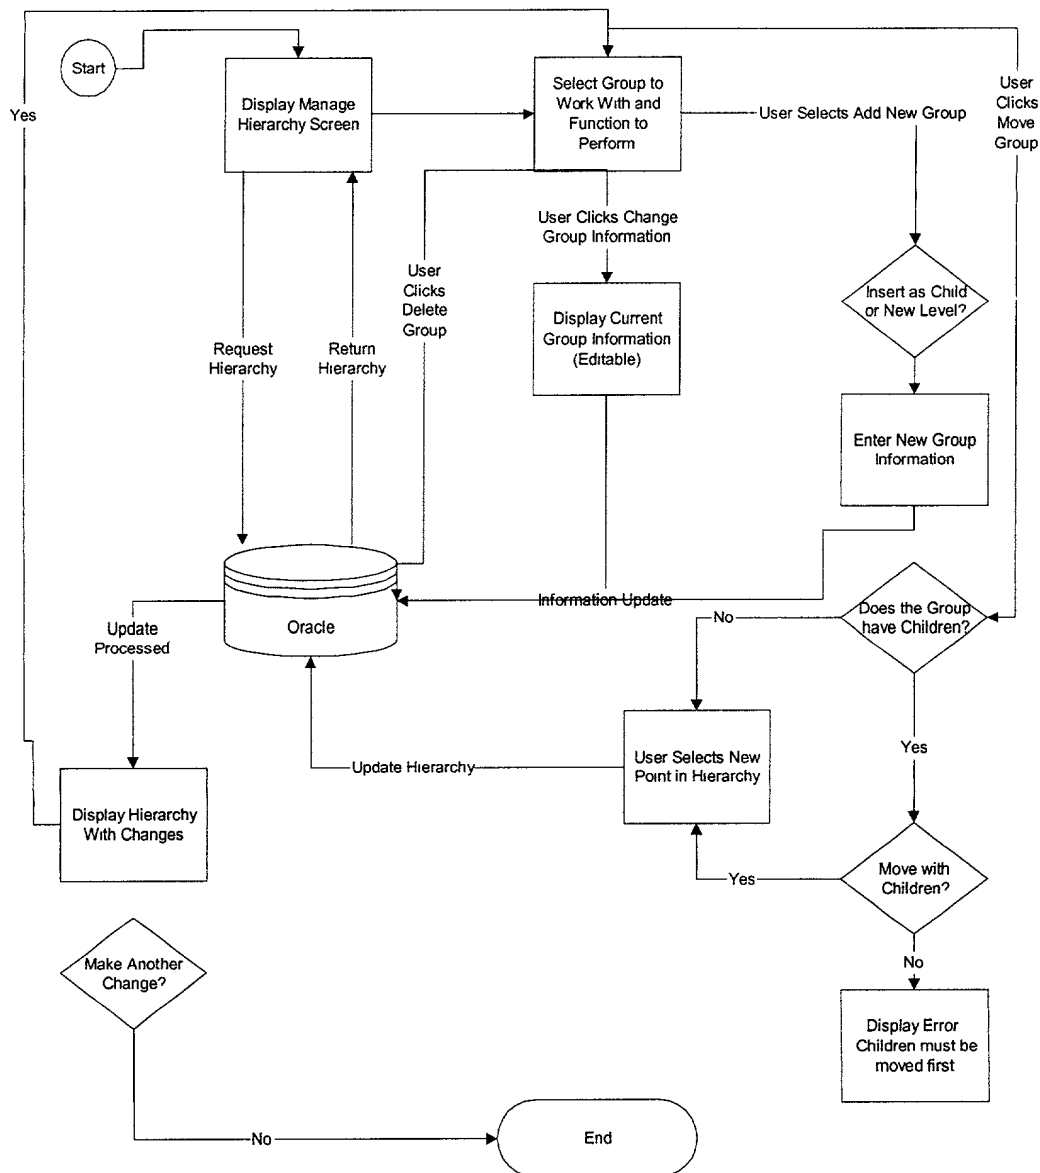 Start
Yes
Display Manage
Hierarchy Screen
Select Group to
Work With and
Function to
Perform
User Selects Add New Group
User
Clicks
Move
Group
User Clicks Change
Group Information
User
Clicks
Delete
Group
Insert as Child
or New Level?
Display Current
Group Information
(Editable)
Request
Hierarchy
Return
Hierarchy
Enter New Group
Information
Information Update
Oracle
Does the Group
have Children?
No
Update
Processed
Yes
User Selects New
Point in Hierarchy
Update Hierarchy
Display Hierarchy
With Changes
Move with
Children?
Yes
No
Make Another
Change?
Display Error
Children must be
moved first
No
End